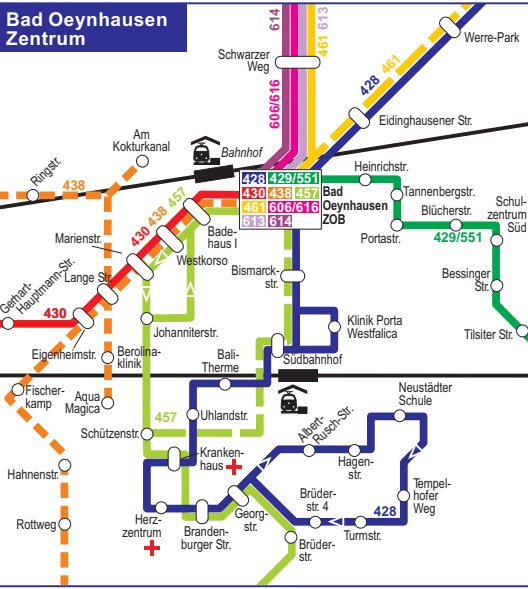 Bad Oeynhausen
Zentrum
614
613
461
606/616
Schwarzer
Weg
428
461
Werre-Park
Eidinghausener Str.
Am
Kokturkanal
Bahnhof
Ringstr.
438
457
438
430
428 429/551
430 438 457
461 606/616
613 614
Bad
Oeynhausen
ZOB
Heinrichstr.
Tannenbergstr.
Blücherstr.
Schul-
zentrum
Süd
Portastr.
429/551
Marienstr.
Bade-
haus I
Westkorso
Lange Str.
Gerhart-
Hauptmann-Str.
430
Bismarck-
str.
Bessinger
Str.
Tilsiter Str.
Klinik Porta
Westfalica
Johanniterstr.
Eigenheimstr.
Berolina-
klinik
Bali-
Therme
Südbahnhof
Fischer-
kamp
Aqua
Magica
457
Uhlandstr.
Schützenstr.
Neustädter
Schule
Albert-
Rusch-Str.
Kranken-
haus
Hagen-
str.
Hahnenstr.
Tempel-
hofer
Weg
Rottweg
Herz-
zentrum
Branden-
burger Str.
Georg-
str.
Brüder-
str. 4
Turmstr.
428
Brüder-
str.